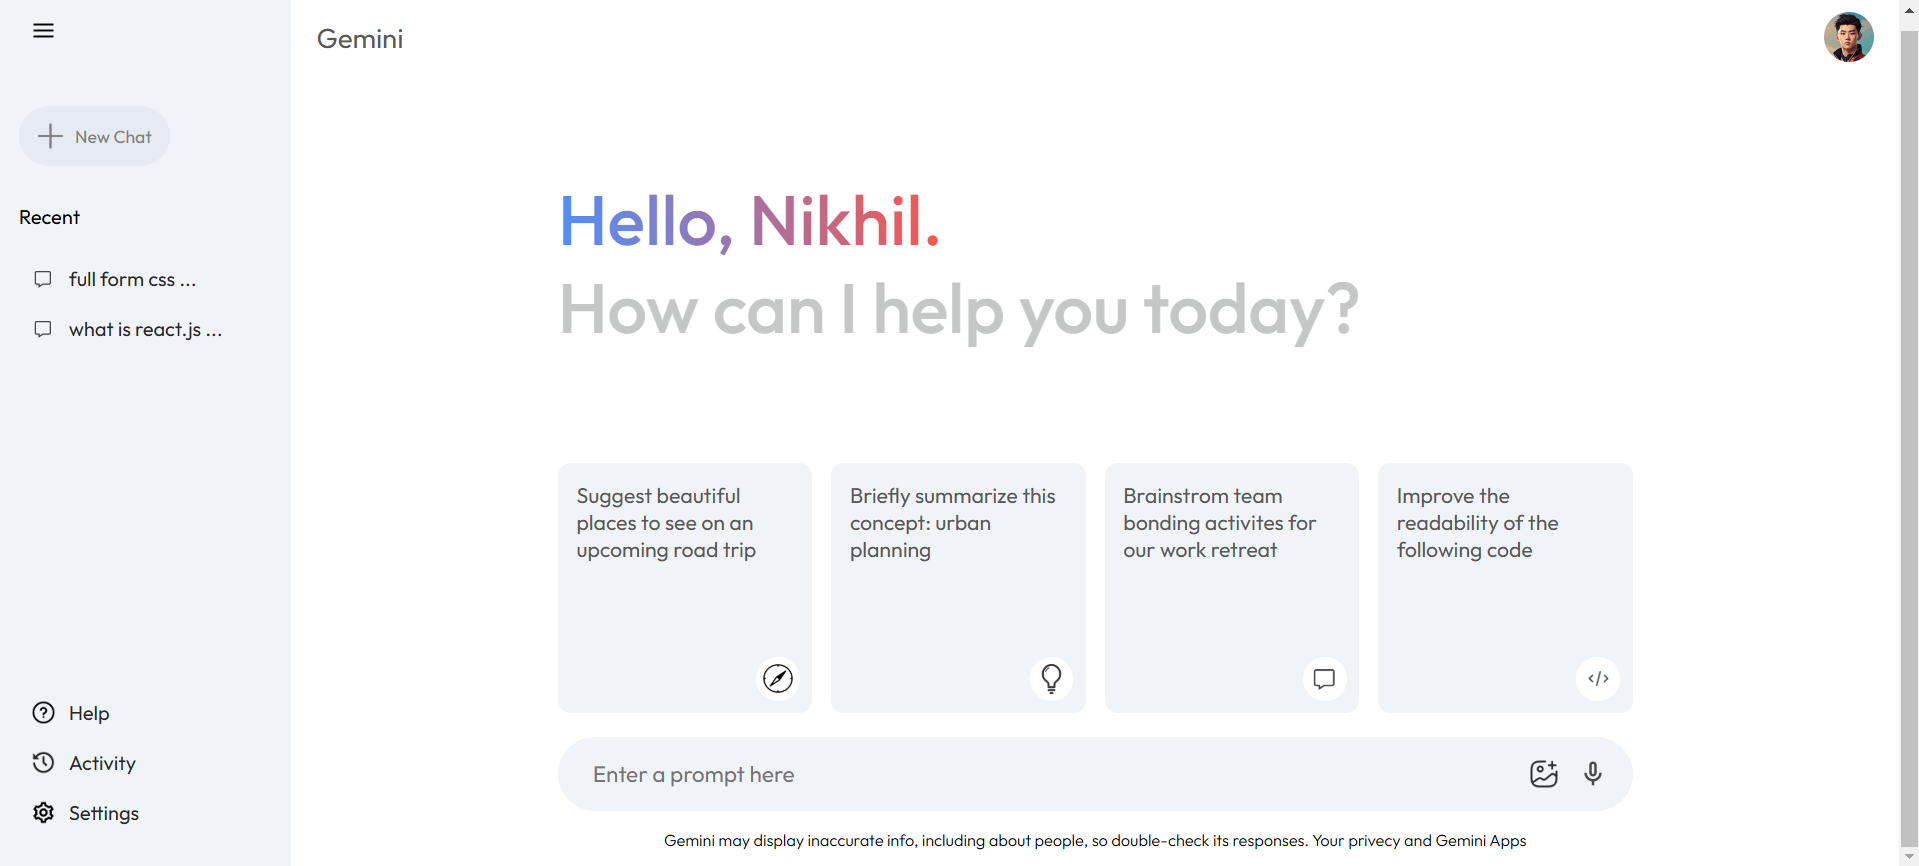 Gemini
New Chat
Recent
full form css ...
what is react.js ...
Help
Activity
Settings
Hello, Nikhil.
How can I help you today?
Suggest beautiful
places to see on an
upcoming road trip
Briefly summarize this
concept: urban
planning
Brainstrom team
bonding activites for
our work retreat
Improve the
readability of the
following code
</>
Enter a prompt here
Gemini may display inaccurate info, including about people, so double-check its responses. Your privecy and Gemini Apps